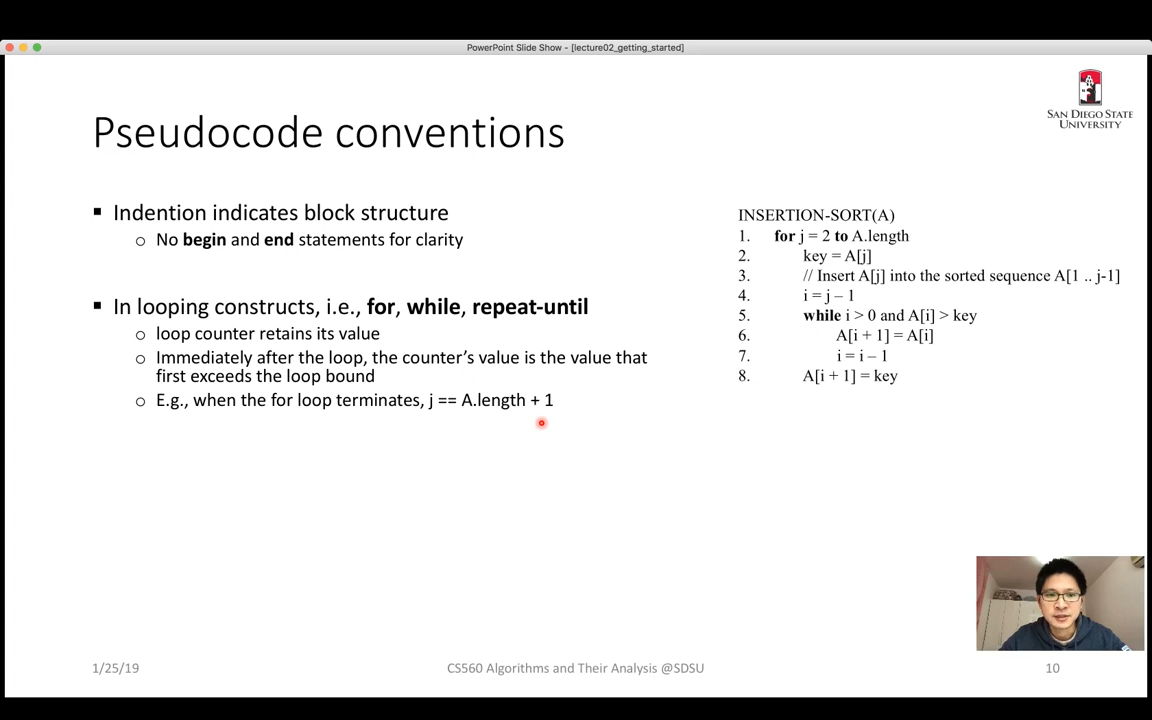 PowerPoint Slide Show - [lecture02_getting_started]
SAN DIEGO STATE
UNIVERSITY
Pseudocode conventions
▪ Indention indicates block structure
o No begin and end statements for clarity
▪ In looping constructs, i.e., for, while, repeat-until
o loop counter retains its value
o Immediately after the loop, the counter's value is the value that
first exceeds the loop bound
o E.g., when the for loop terminates, j == A.length + 1
INSERTION-SORT(A)
1. for j = 2 to A.length
2. key = A[j]
3. // Insert A[j] into the sorted sequence A[1 .. j-1]
4. i = j – 1
5. while i > 0 and A[i] > key
6. A[i + 1] = A[i]
7. i = i – 1
8. A[i + 1] = key
1/25/19
CS560 Algorithms and Their Analysis @SDSU
10